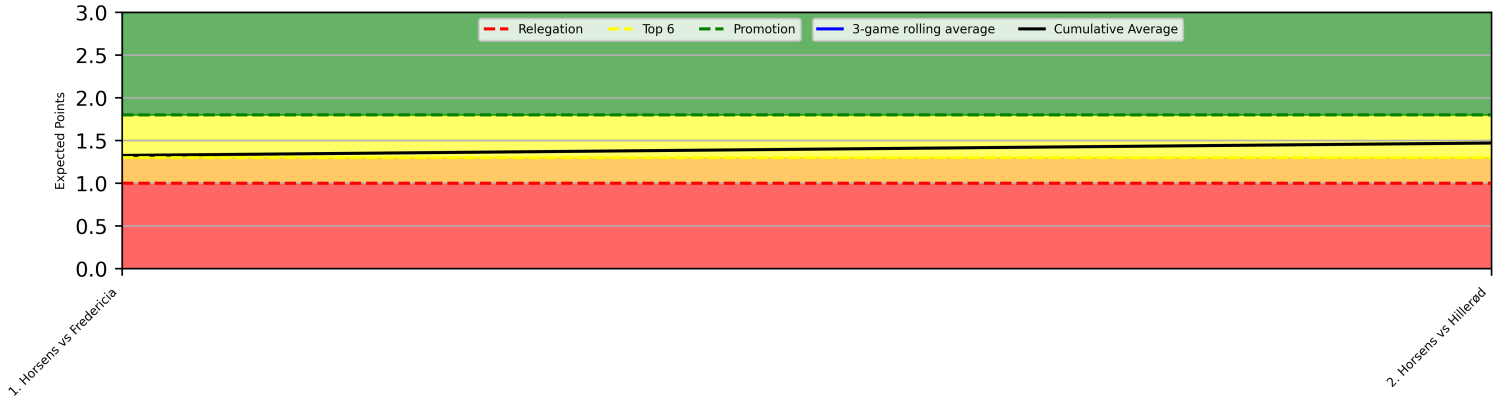 3.0
2.5
2.0
1.5
1.0
0.5
0.0
Expected Points
Relegation
Top 6
Promotion
3-game rolling average
Cumulative Average
1. Horsens vs Fredericia
2. Horsens vs Hillerød